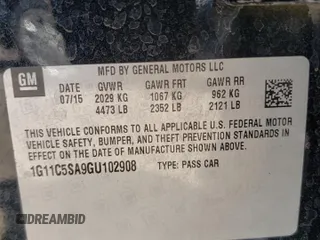 GM
MFD BY GENERAL MOTORS LLC
DATE GVWR GAWR FRT GAWR RR
07/15 2029 KG 1067 KG 962 KG
4473 LB 2352 LB 2121 LB
THIS VEHICLE CONFORMS TO ALL APPLICABLE U.S. FEDERAL MOTOR
VEHICLE SAFETY, BUMPER, AND THEFT PREVENTION STANDARDS IN
EFFECT ON THE DATE OF MANUFACTURE SHOWN ABOVE.
1G11C5SA9GU102908 TYPE: PASS CAR
DREAMBID